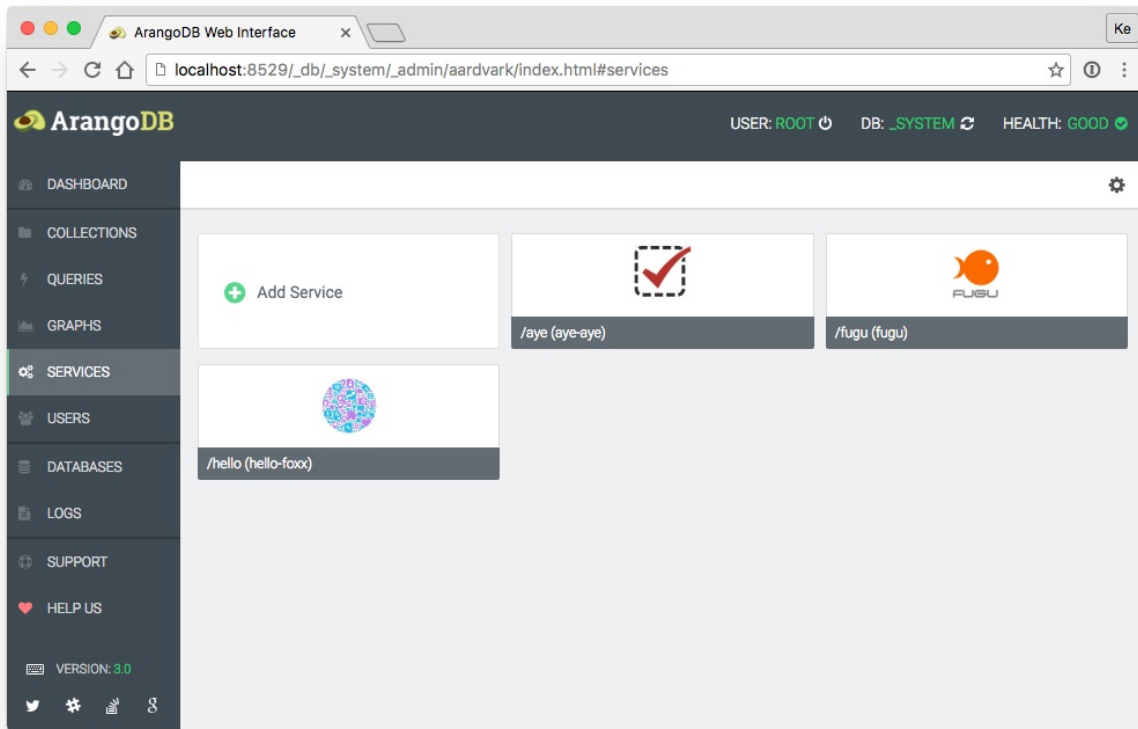 ArangoDB Web Interface
Ke
localhost:8529/_db/_system/_admin/aardvark/index.html#services
ArangoDB
USER: ROOT DB: _SYSTEM HEALTH: GOOD
DASHBOARD
COLLECTIONS
QUERIES
GRAPHS
SERVICES
USERS
DATABASES
LOGS
SUPPORT
HELP US
VERSION: 3.0
Add Service
/aye (aye-aye)
FUGU
/fugu (fugu)
/hello (hello-foxx)